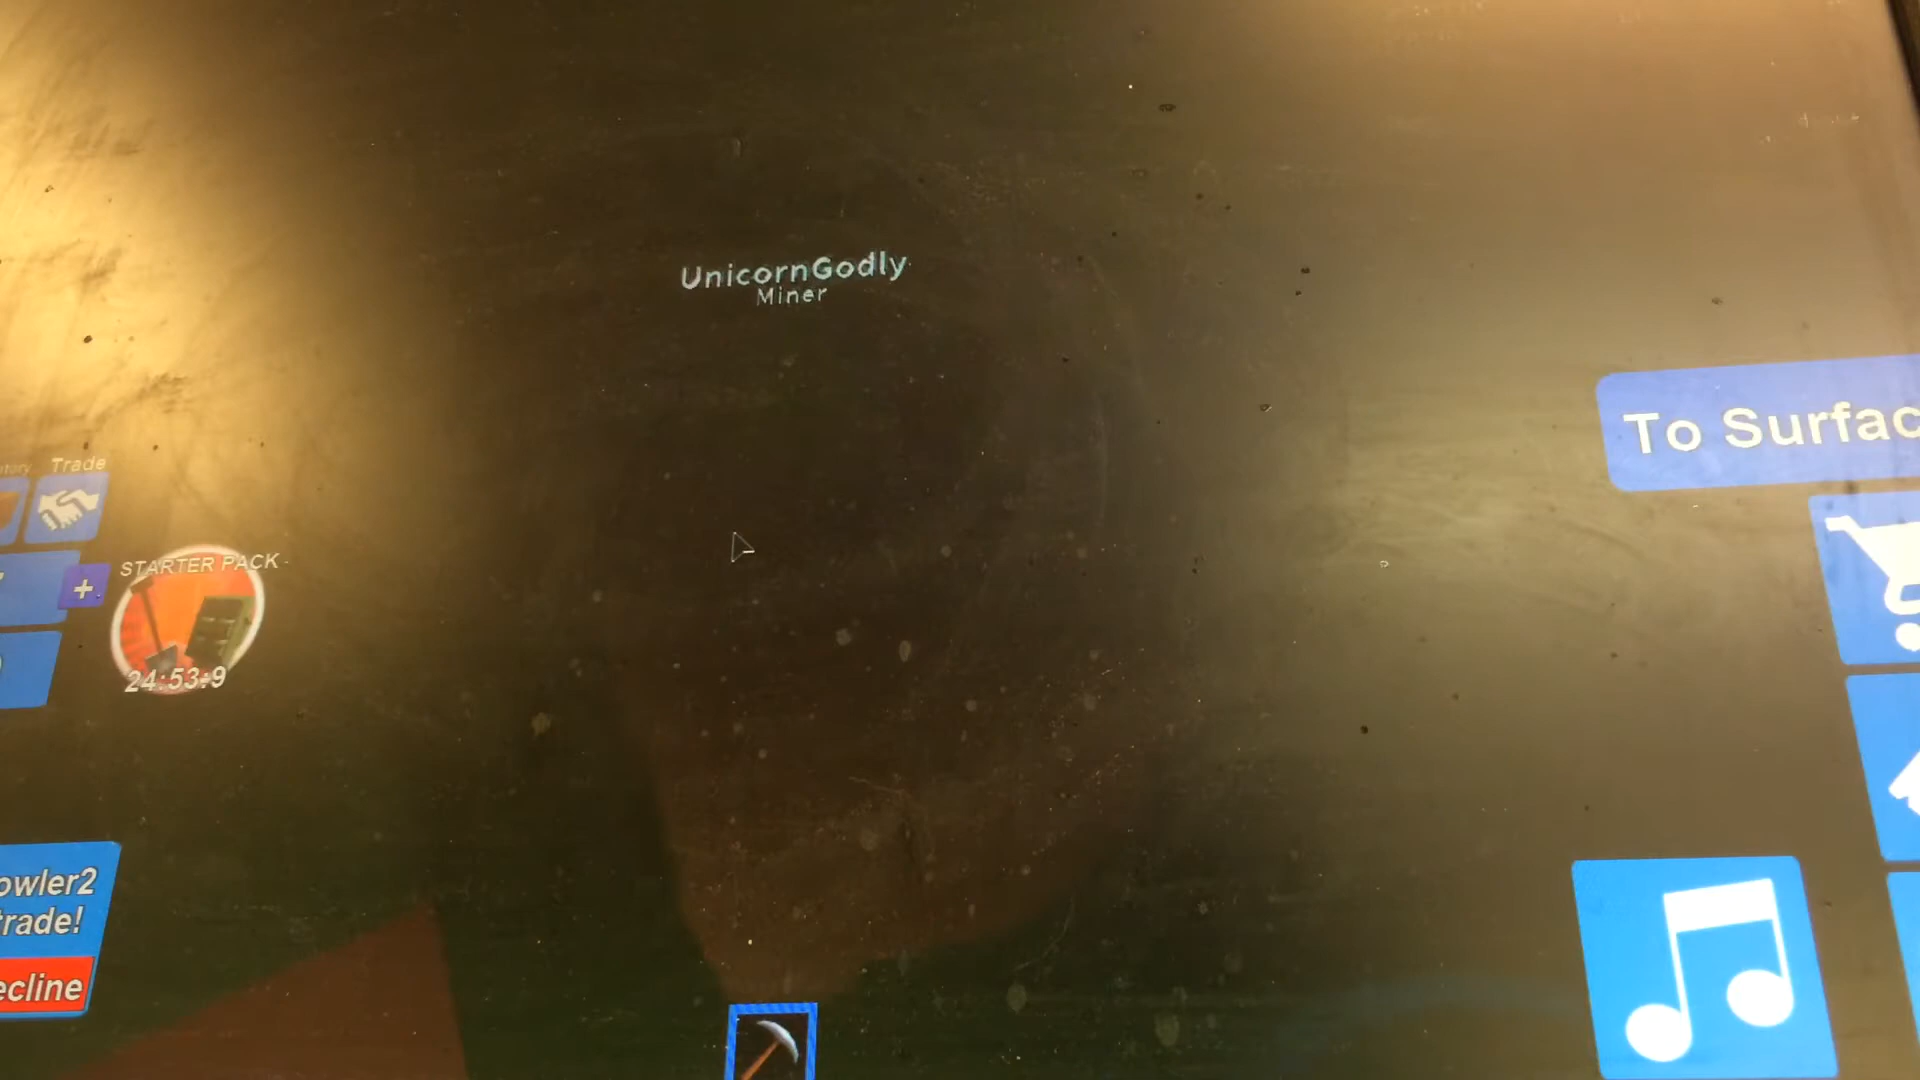 UnicornGodly
Miner
To Surfac
Trade
STARTER PACK
+
24:53:9
owler2
trade!
ecline